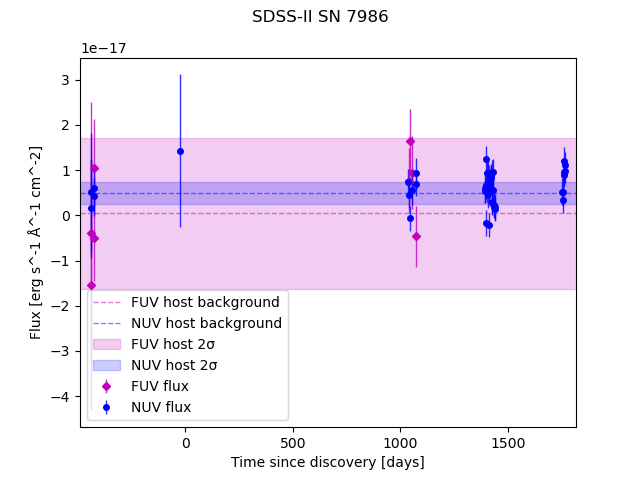 SDSS-II SN 7986
1e−17
3
2
1
0
−1
−2
−3
−4
Flux [erg s^-1 Å^-1 cm^-2]
FUV host background
NUV host background
FUV host 2σ
NUV host 2σ
FUV flux
NUV flux
0
500
1000
1500
Time since discovery [days]